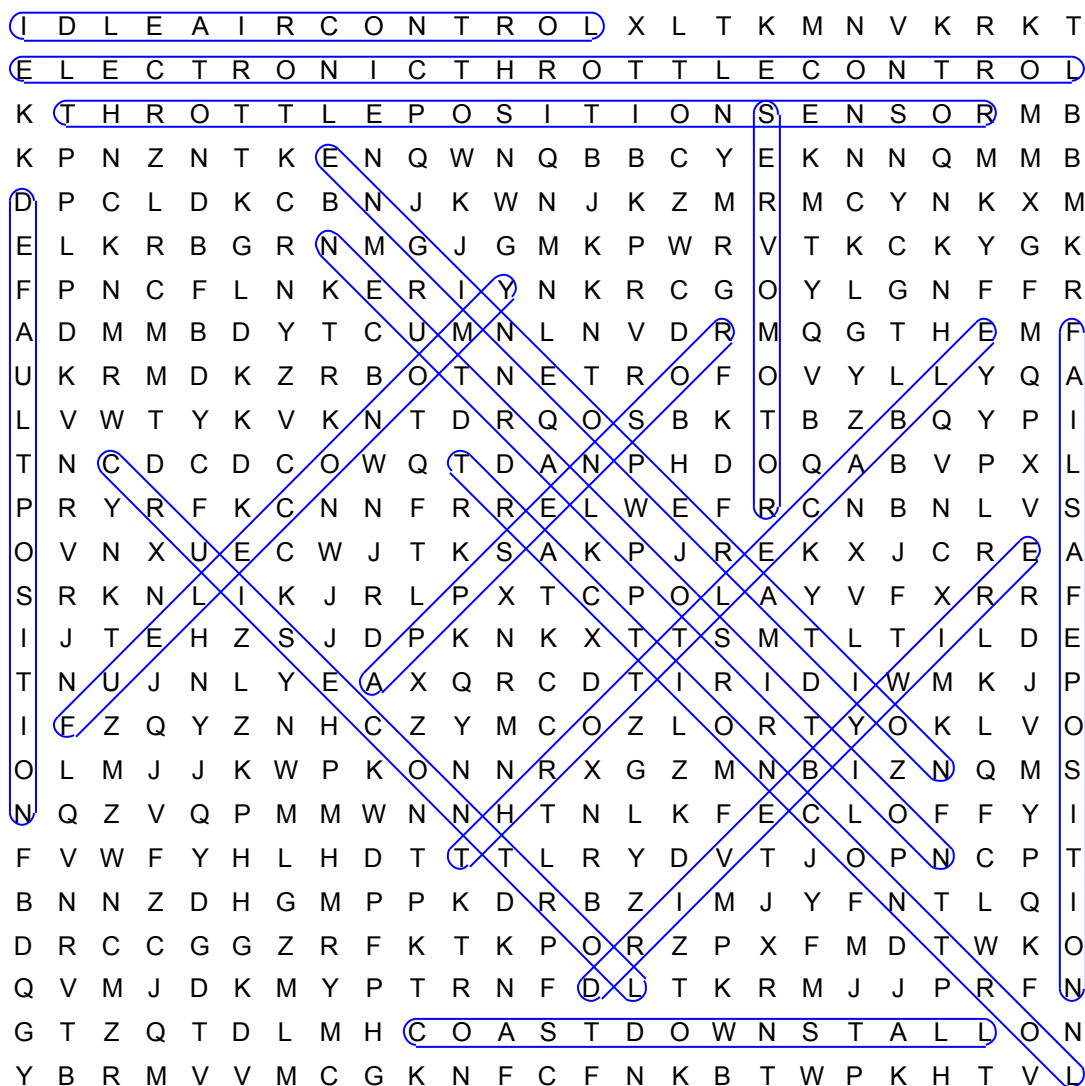 I D L E A I R C O N T R O L X L T K M N V K R K T
E L E C T R O N I C T H R O T T L E C O N T R O L
K T H R O T T L E P O S I T I O N S E N S O R M B
K P N Z N T K E N Q W N Q B B C Y E K N N Q M M B
D P C L D K C B N J K W N J K Z M R M C Y N K X M
E L K R B G R N M G J G M K P W R V T K C K Y G K
F P N C F L N K E R I Y N K R C G O Y L G N F F R
A D M M B D Y T C U M N L N V D R M Q G T H E M F
U K R M D K Z R B O T N E T R O F O V Y L L Y Q A
L V W T Y K V K N T D R Q O S B K T B Z B Q Y P I
T N C D C D C O W Q T D A N P H D O Q A B V P X L
P R Y R F K C N N F R R E L W E F R C N B N L V S
O V N X U E C W J T K S A K P J R E K X J C R E A
S R K N L I K J R L P X T C P O L A Y V F X R R F
I J T E H Z S J D P K N K X T T S M T L T I L D E
T N U J N L Y E A X Q R C D T I R I D I W M K J P
I F Z Q Y Z N H C Z Y M C O Z L O R T Y O K L V O
O L M J J K W P K O N N R X G Z M N B I Z N Q M S
N Q Z V Q P M M W N N H T N L K F E C L O F F Y I
F V W F Y H L H D T T T L R Y D V T J O P N C P T
B N N Z D H G M P P K D R B Z I M J Y F N T L Q I
D R C C G G Z R F K T K P O R Z P X F M D T W K O
Q V M J D K M Y P T R N F D L T K R M J J P R F N
G T Z Q T D L M H C O A S T D O W N S T A L L O N
Y B R M V V M C G K N F C F N K B T W P K H T V L